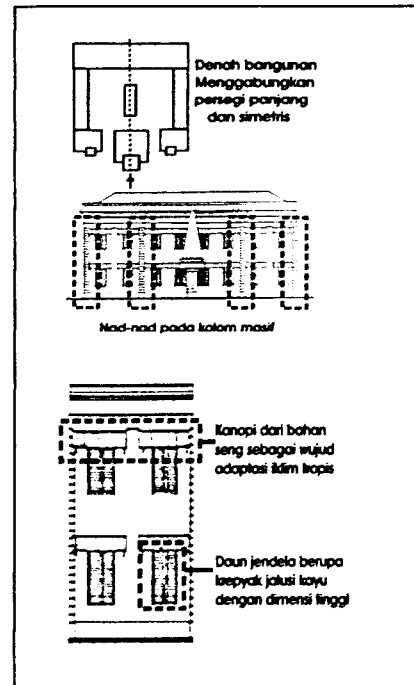 Denah bangunan
Menggabungkan
persegi panjang
dan simetris
Nad-nad pada kolom masif
Kanopi dari bahan
seng sebagai wujud
adaptasi iklim tropis
Daun jendela berupa
krepyak jalusi kayu
dengan dimensi tinggi